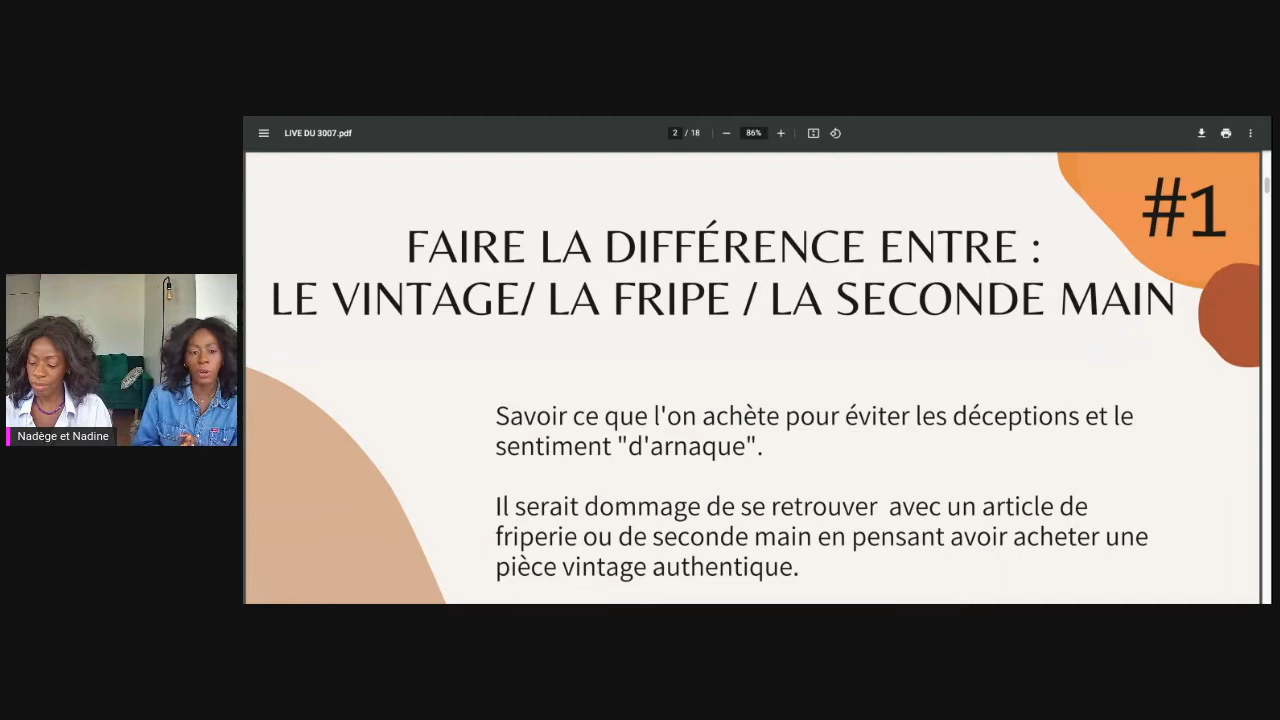 LIVE DU 3007.pdf
2 / 18
86%
#1
FAIRE LA DIFFÉRENCE ENTRE :
LE VINTAGE/ LA FRIPE / LA SECONDE MAIN
Savoir ce que l'on achète pour éviter les déceptions et le
sentiment "d'arnaque".
Il serait dommage de se retrouver  avec un article de
friperie ou de seconde main en pensant avoir acheter une
pièce vintage authentique.
Nadège et Nadine